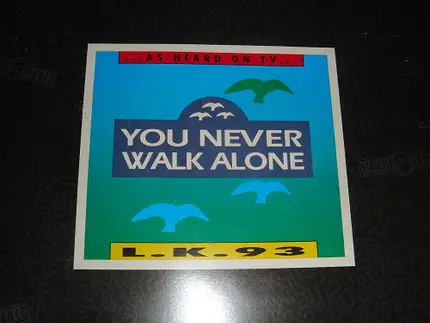 ...AS HEARD ON TV...
YOU NEVER
WALK ALONE
L.K.93